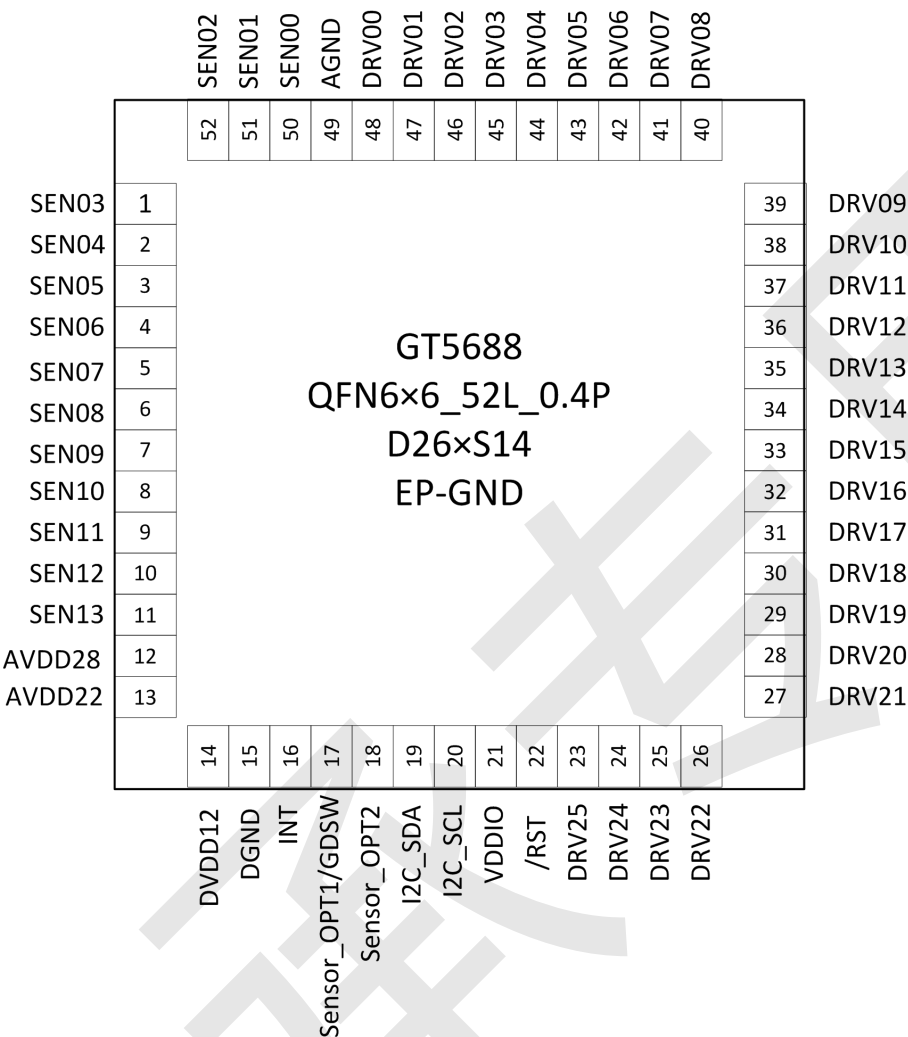 SEN02 SEN01 SEN00 AGND DRV00 DRV01 DRV02 DRV03 DRV04 DRV05 DRV06 DRV07 DRV08
52 51 50 49 48 47 46 45 44 43 42 41 40
SEN03 1 39 DRV09
SEN04 2 38 DRV10
SEN05 3 37 DRV11
SEN06 4 36 DRV12
SEN07 5 35 DRV13
SEN08 6 34 DRV14
SEN09 7 33 DRV15
SEN10 8 32 DRV16
SEN11 9 31 DRV17
SEN12 10 30 DRV18
SEN13 11 29 DRV19
AVDD28 12 28 DRV20
AVDD22 13 27 DRV21
GT5688
QFN6×6_52L_0.4P
D26×S14
EP-GND
14 15 16 17 18 19 20 21 22 23 24 25 26
DVDD12 DGND INT Sensor_OPT1/GDSW Sensor_OPT2 I2C_SDA I2C_SCL VDDIO /RST DRV25 DRV24 DRV23 DRV22